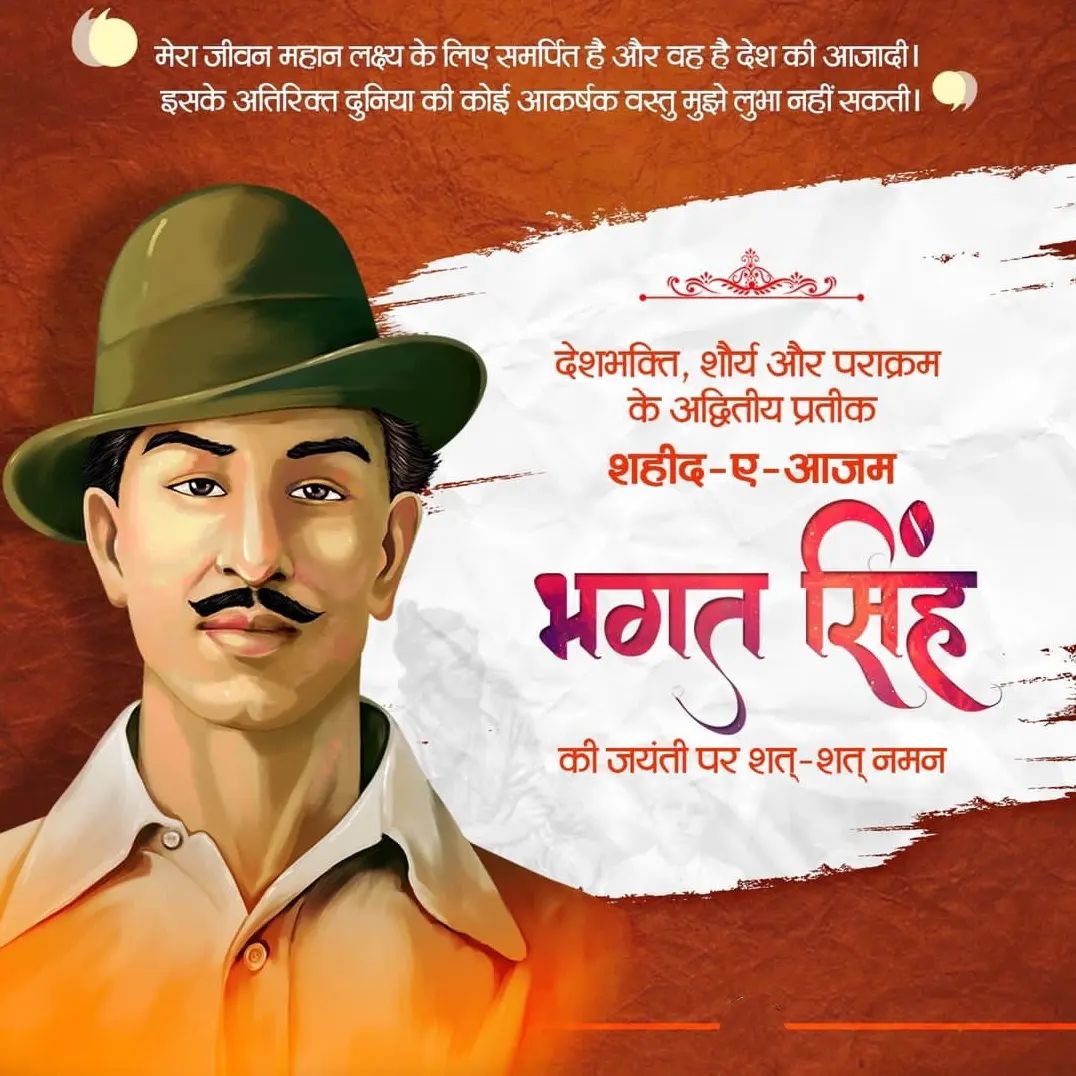 मेरा जीवन महान लक्ष्य के लिए समर्पित है और वह है देश की आजादी।
इसके अतिरिक्त दुनिया की कोई आकर्षक वस्तु मुझे लुभा नहीं सकती।
देशभक्ति, शौर्य और पराक्रम
के अद्वितीय प्रतीक
शहीद-ए-आजम
भगत सिंह
की जयंती पर शत्-शत् नमन